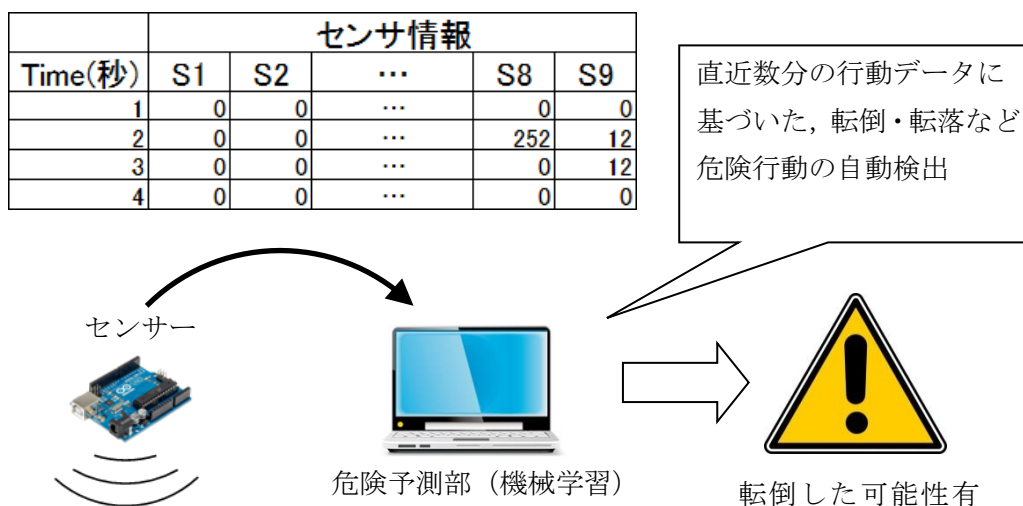 センサ情報
Time(秒) S1 S2 … S8 S9
1 0 0 … 0 0
2 0 0 … 252 12
3 0 0 … 0 12
4 0 0 … 0 0
直近数分の行動データに
基づいた，転倒・転落など
危険行動の自動検出
センサー
危険予測部（機械学習）
転倒した可能性有